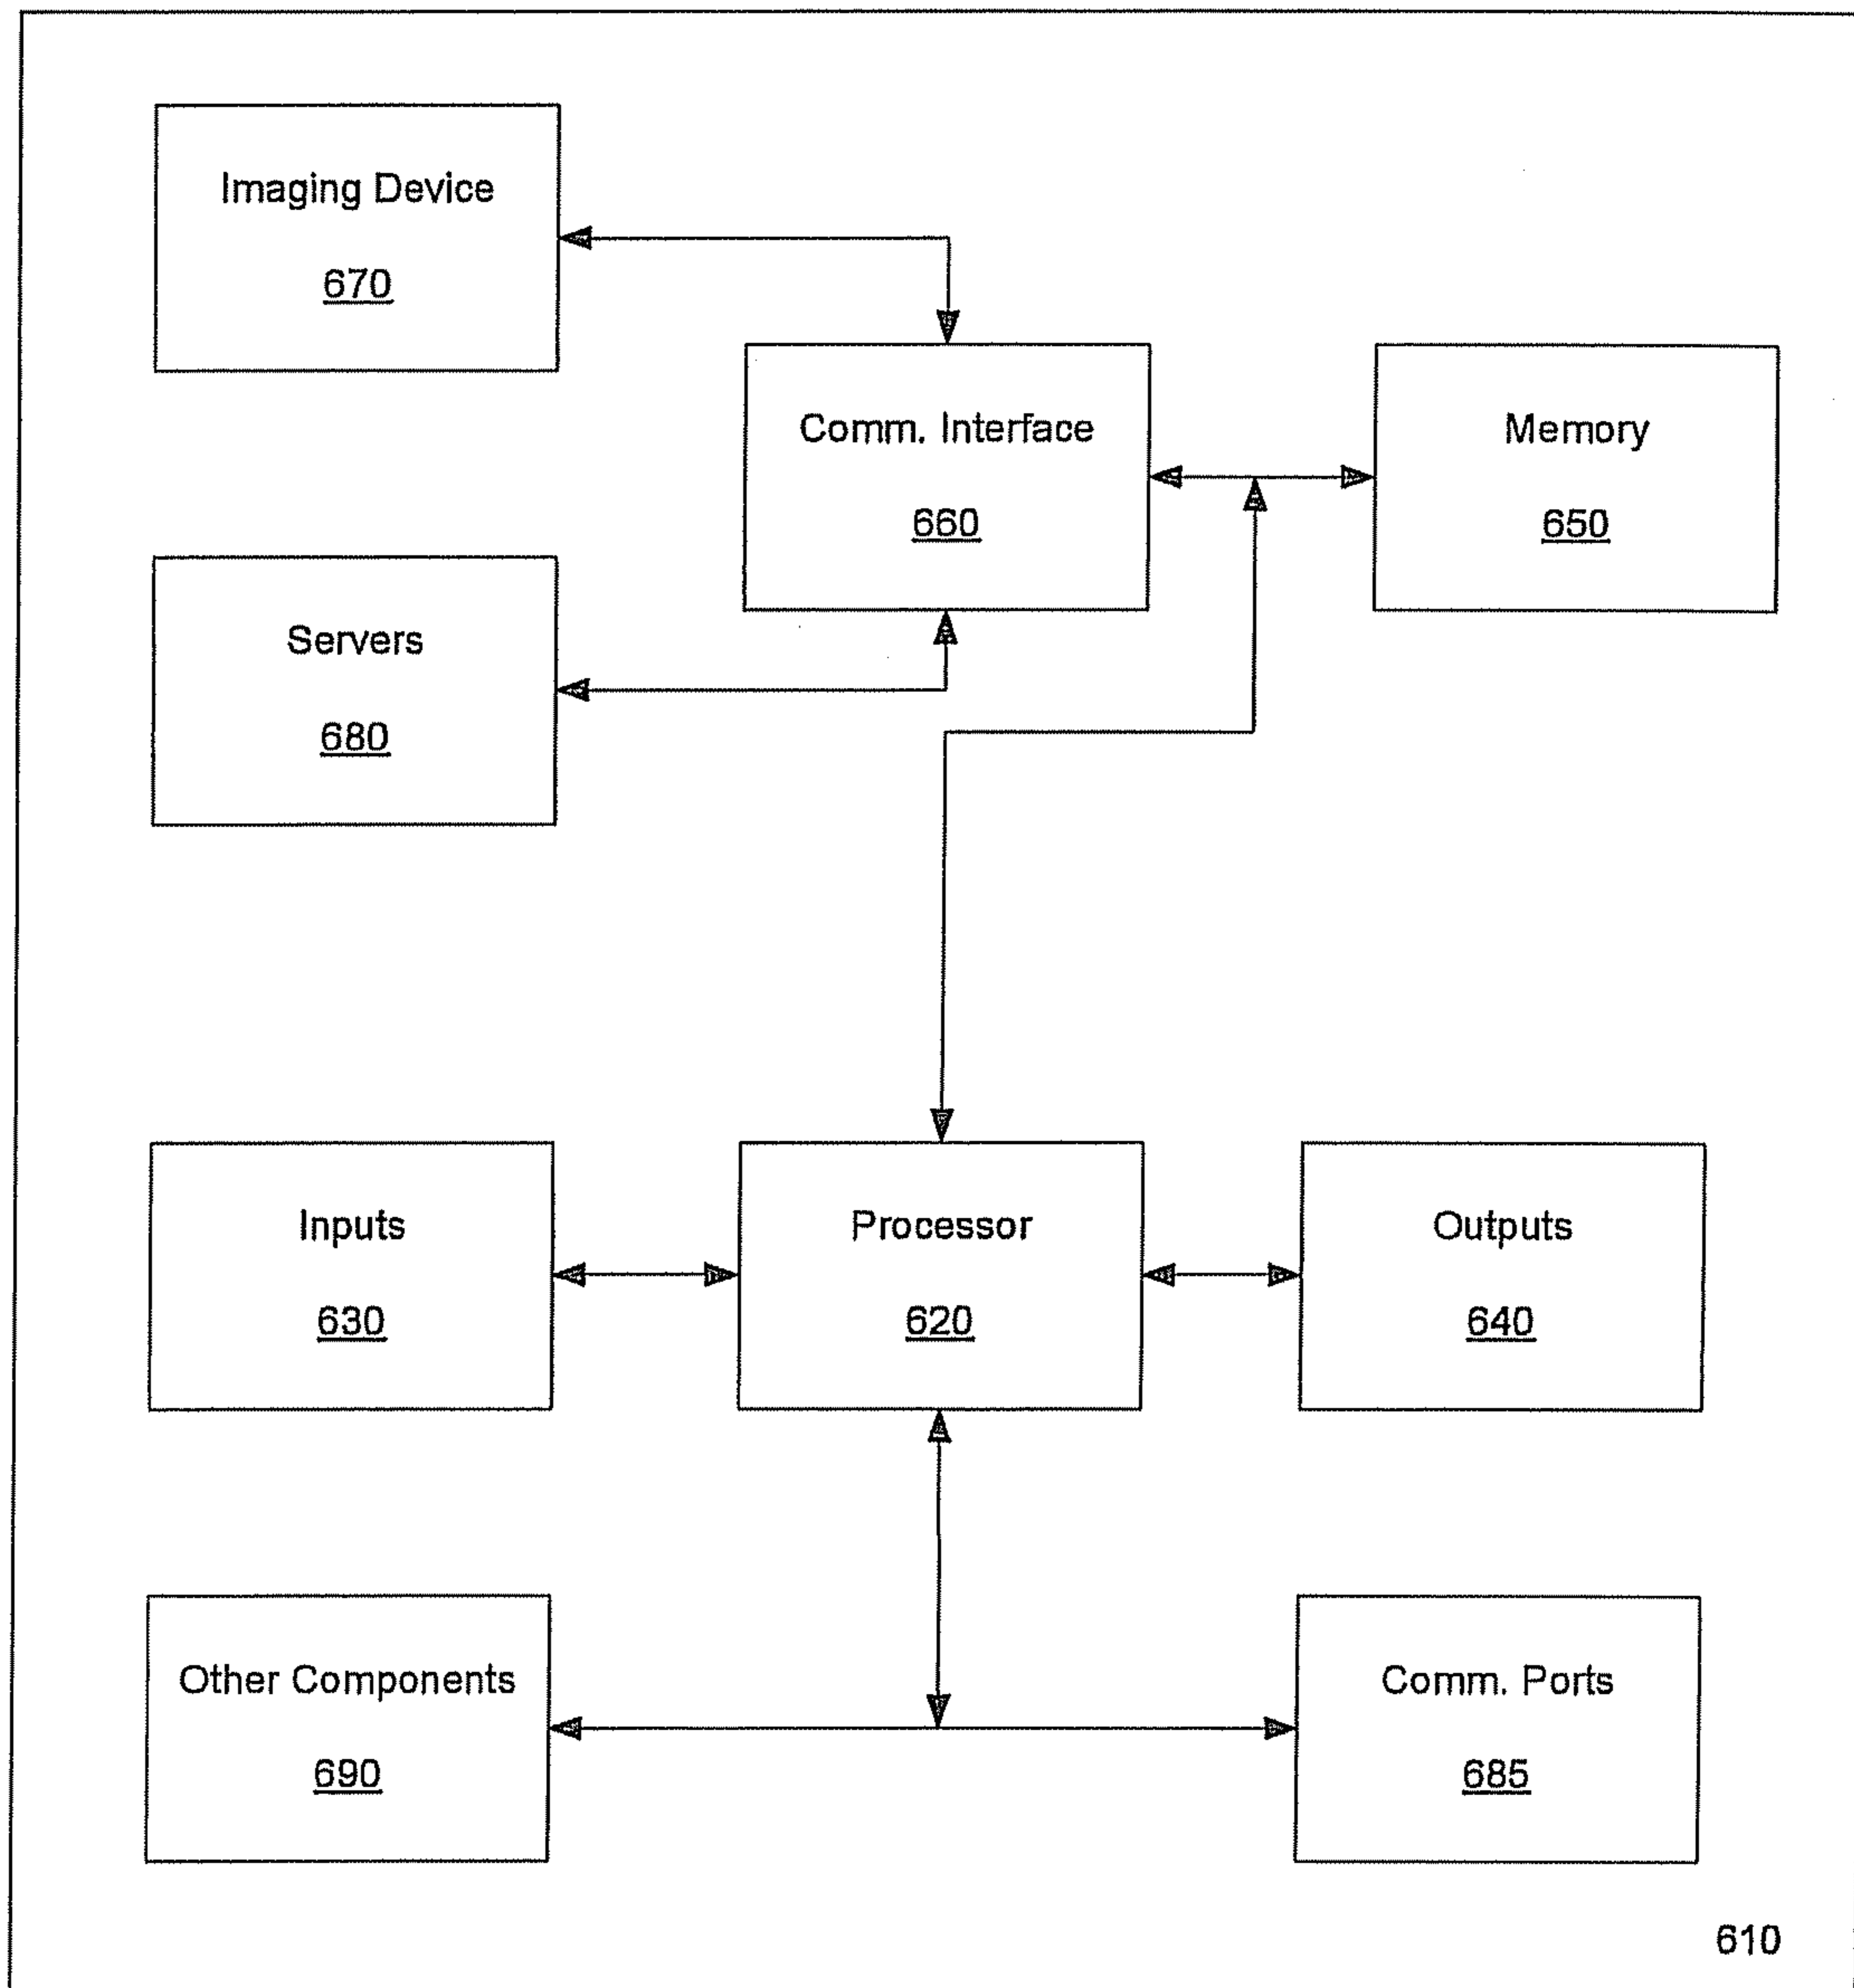 Imaging Device
670
Comm. Interface
660
Memory
650
Servers
680
Inputs
630
Processor
620
Outputs
640
Other Components
690
Comm. Ports
685
610